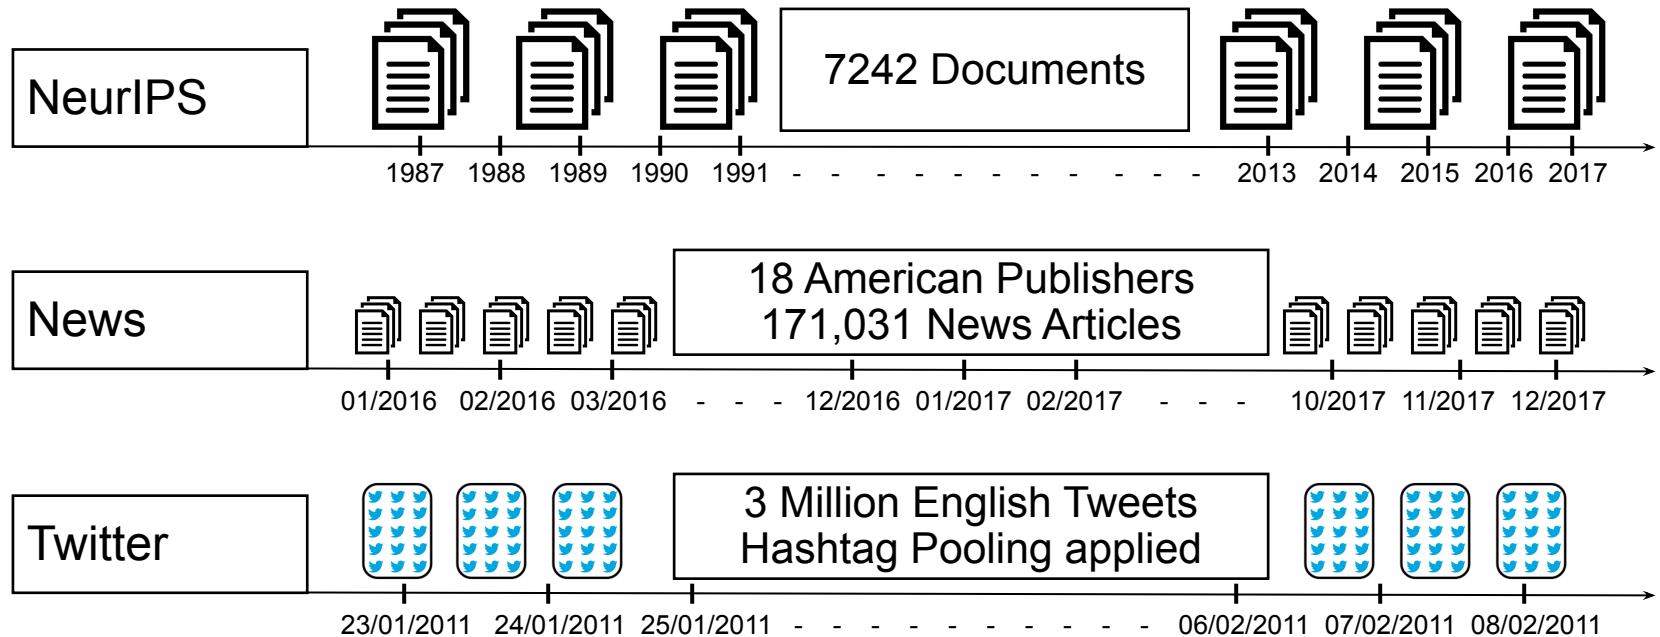 NeurIPS
7242 Documents
1987 1988 1989 1990 1991 - - - - - - - - - - - 2013 2014 2015 2016 2017
News
18 American Publishers
171,031 News Articles
01/2016 02/2016 03/2016 - - - 12/2016 01/2017 02/2017 - - - 10/2017 11/2017 12/2017
Twitter
3 Million English Tweets
Hashtag Pooling applied
23/01/2011 24/01/2011 25/01/2011 - - - - - - - - - - 06/02/2011 07/02/2011 08/02/2011